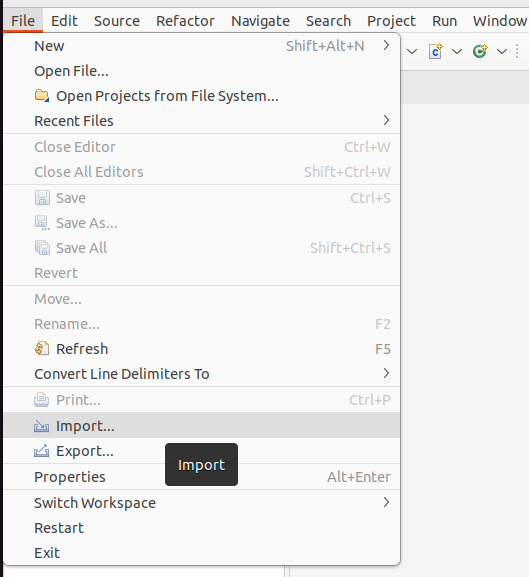 File Edit Source Refactor Navigate Search Project Run Window
New Shift+Alt+N
Open File...
Open Projects from File System...
Recent Files
Close Editor Ctrl+W
Close All Editors Shift+Ctrl+W
Save Ctrl+S
Save As...
Save All Shift+Ctrl+S
Revert
Move...
Rename... F2
Refresh F5
Convert Line Delimiters To
Print... Ctrl+P
Import...
Export...
Import
Properties Alt+Enter
Switch Workspace
Restart
Exit